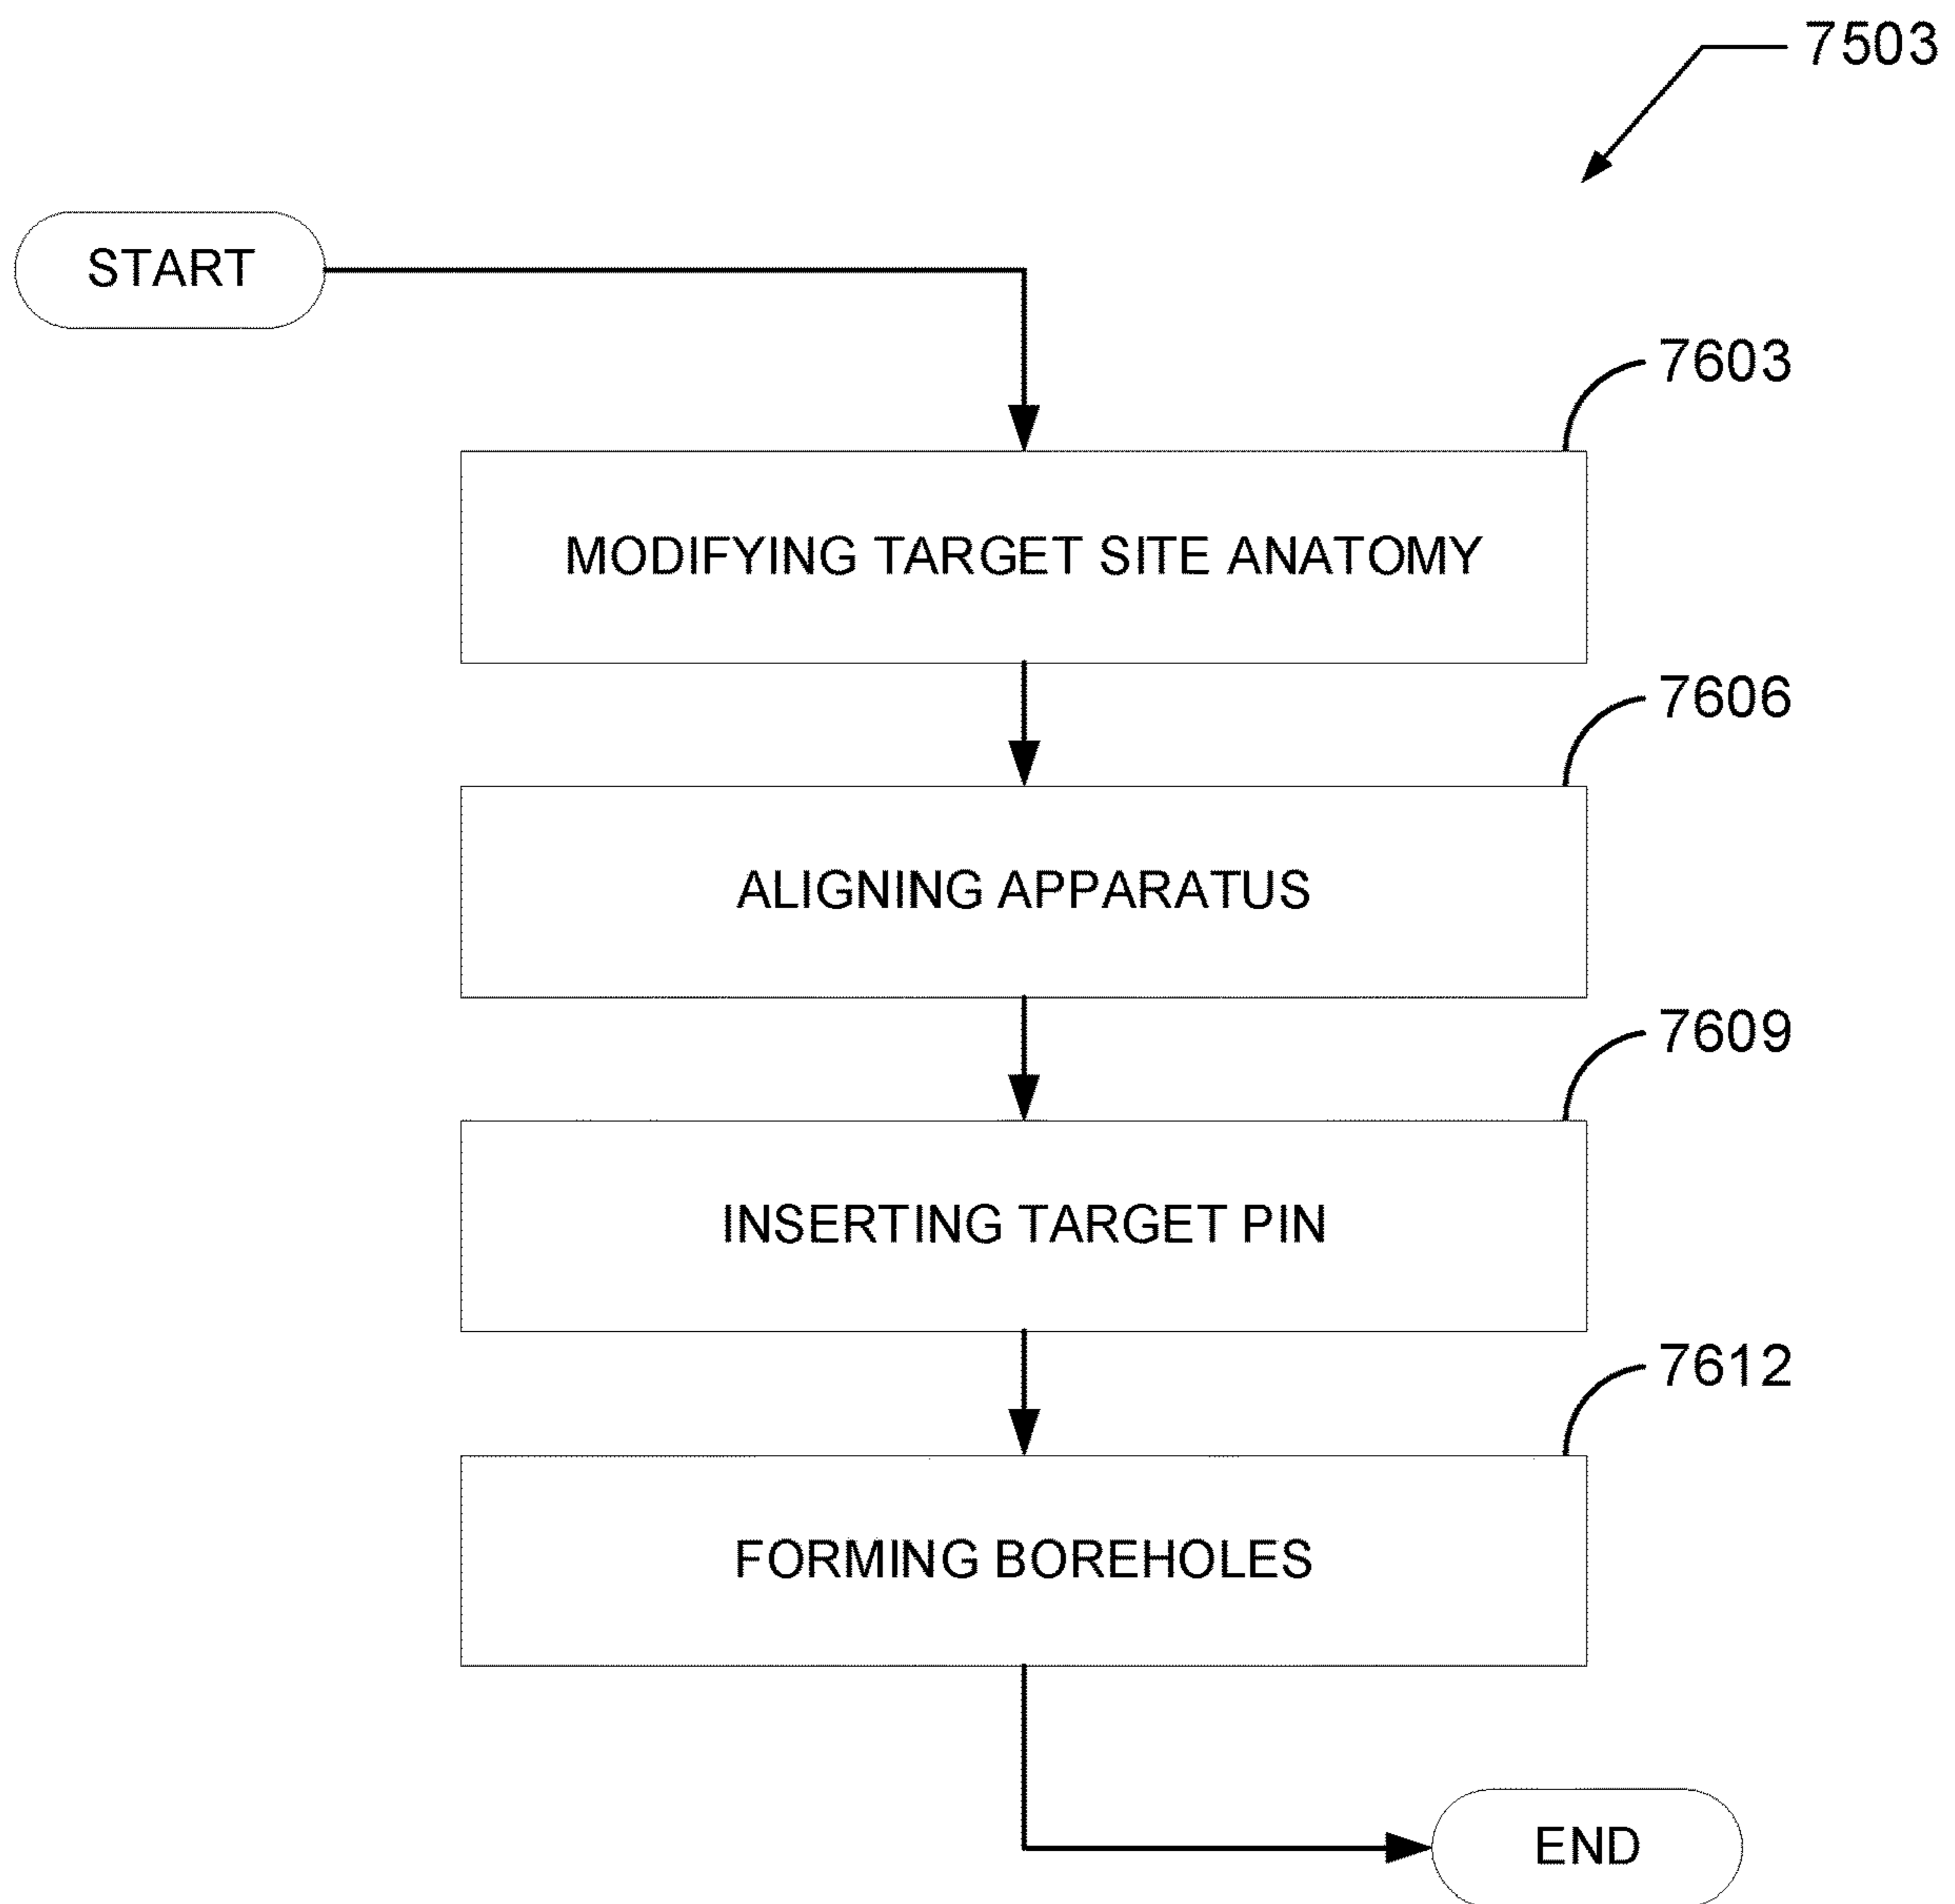 7503
START
7603
MODIFYING TARGET SITE ANATOMY
7606
ALIGNING APPARATUS
7609
INSERTING TARGET PIN
7612
FORMING BOREHOLES
END